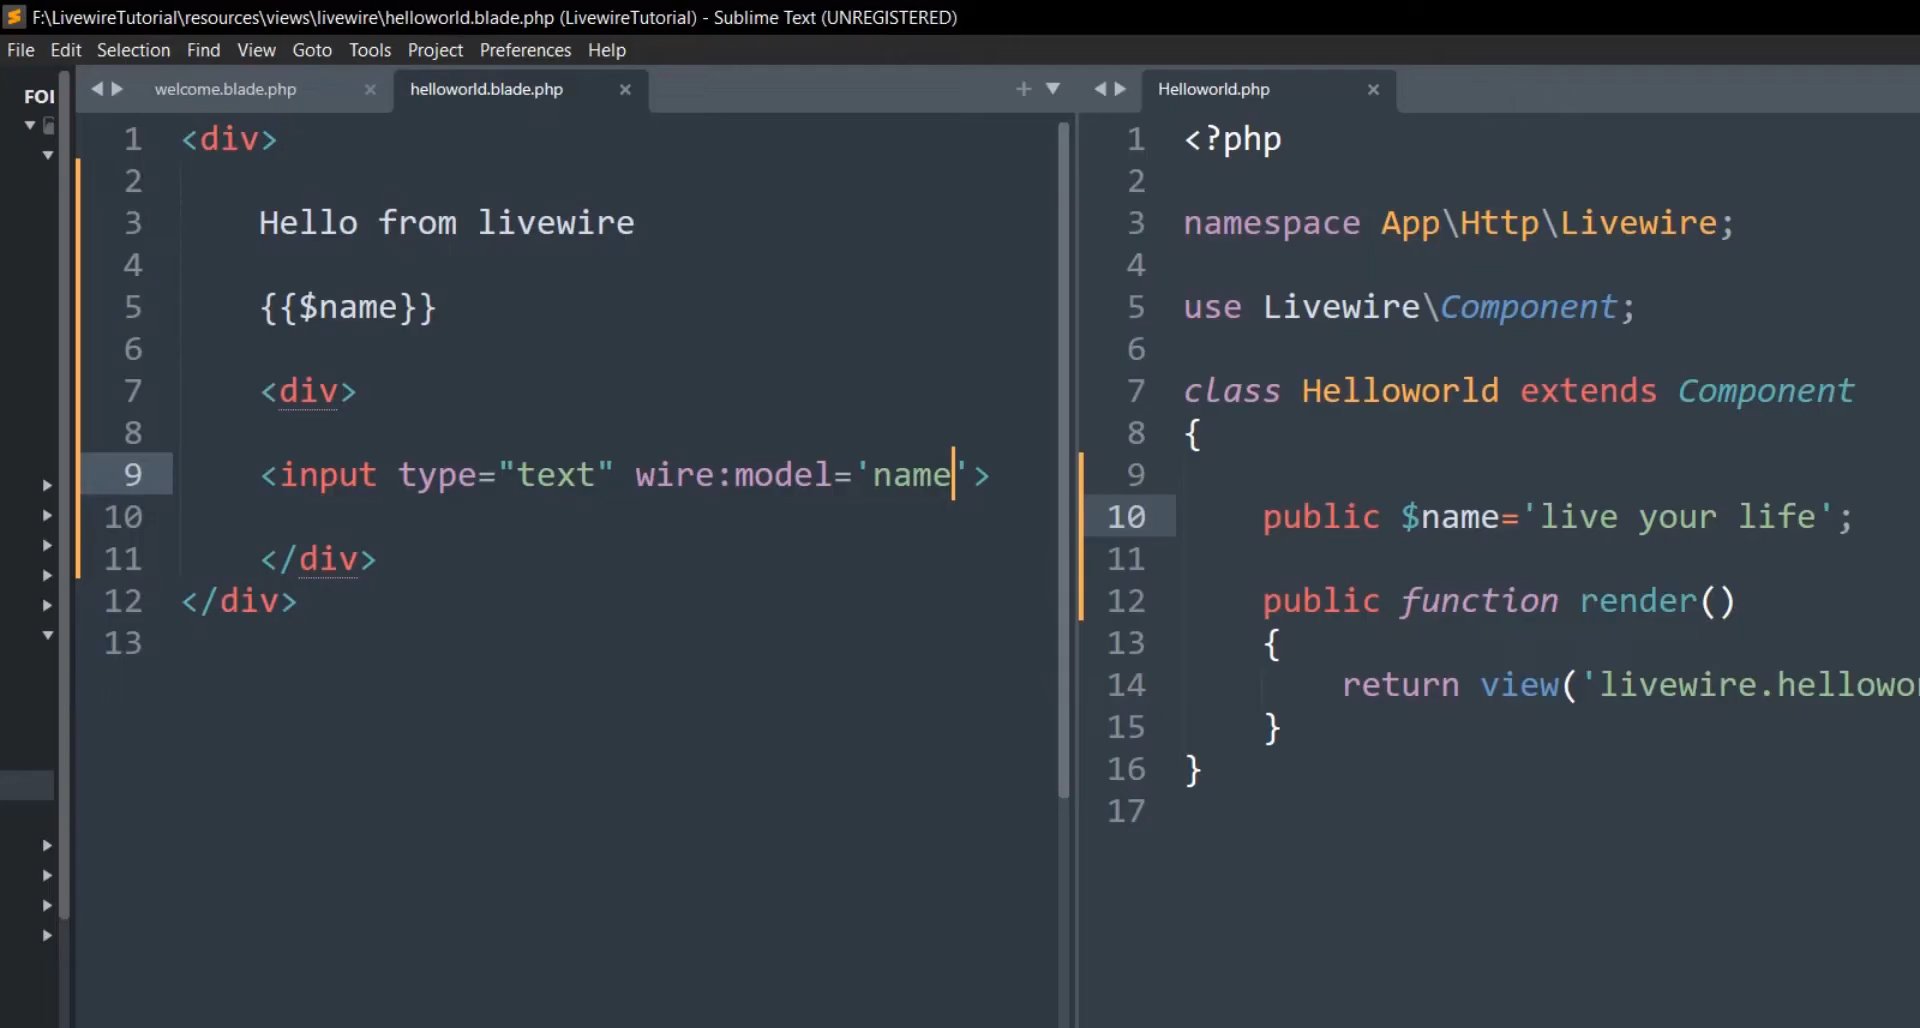 F:\LivewireTutorial\resources\views\livewire\helloworld.blade.php (LivewireTutorial) - Sublime Text (UNREGISTERED)
File Edit Selection Find View Goto Tools Project Preferences Help
FOI
welcome.blade.php × helloworld.blade.php ×
1 <div>
2
3 Hello from livewire
4
5 {{$name}}
6
7 <div>
8
9 <input type="text" wire:model='name'>
10
11 </div>
12 </div>
13
Helloworld.php ×
1 <?php
2
3 namespace App\Http\Livewire;
4
5 use Livewire\Component;
6
7 class Helloworld extends Component
8 {
9
10 public $name='live your life';
11
12 public function render()
13 {
14 return view('livewire.hellowor
15 }
16 }
17